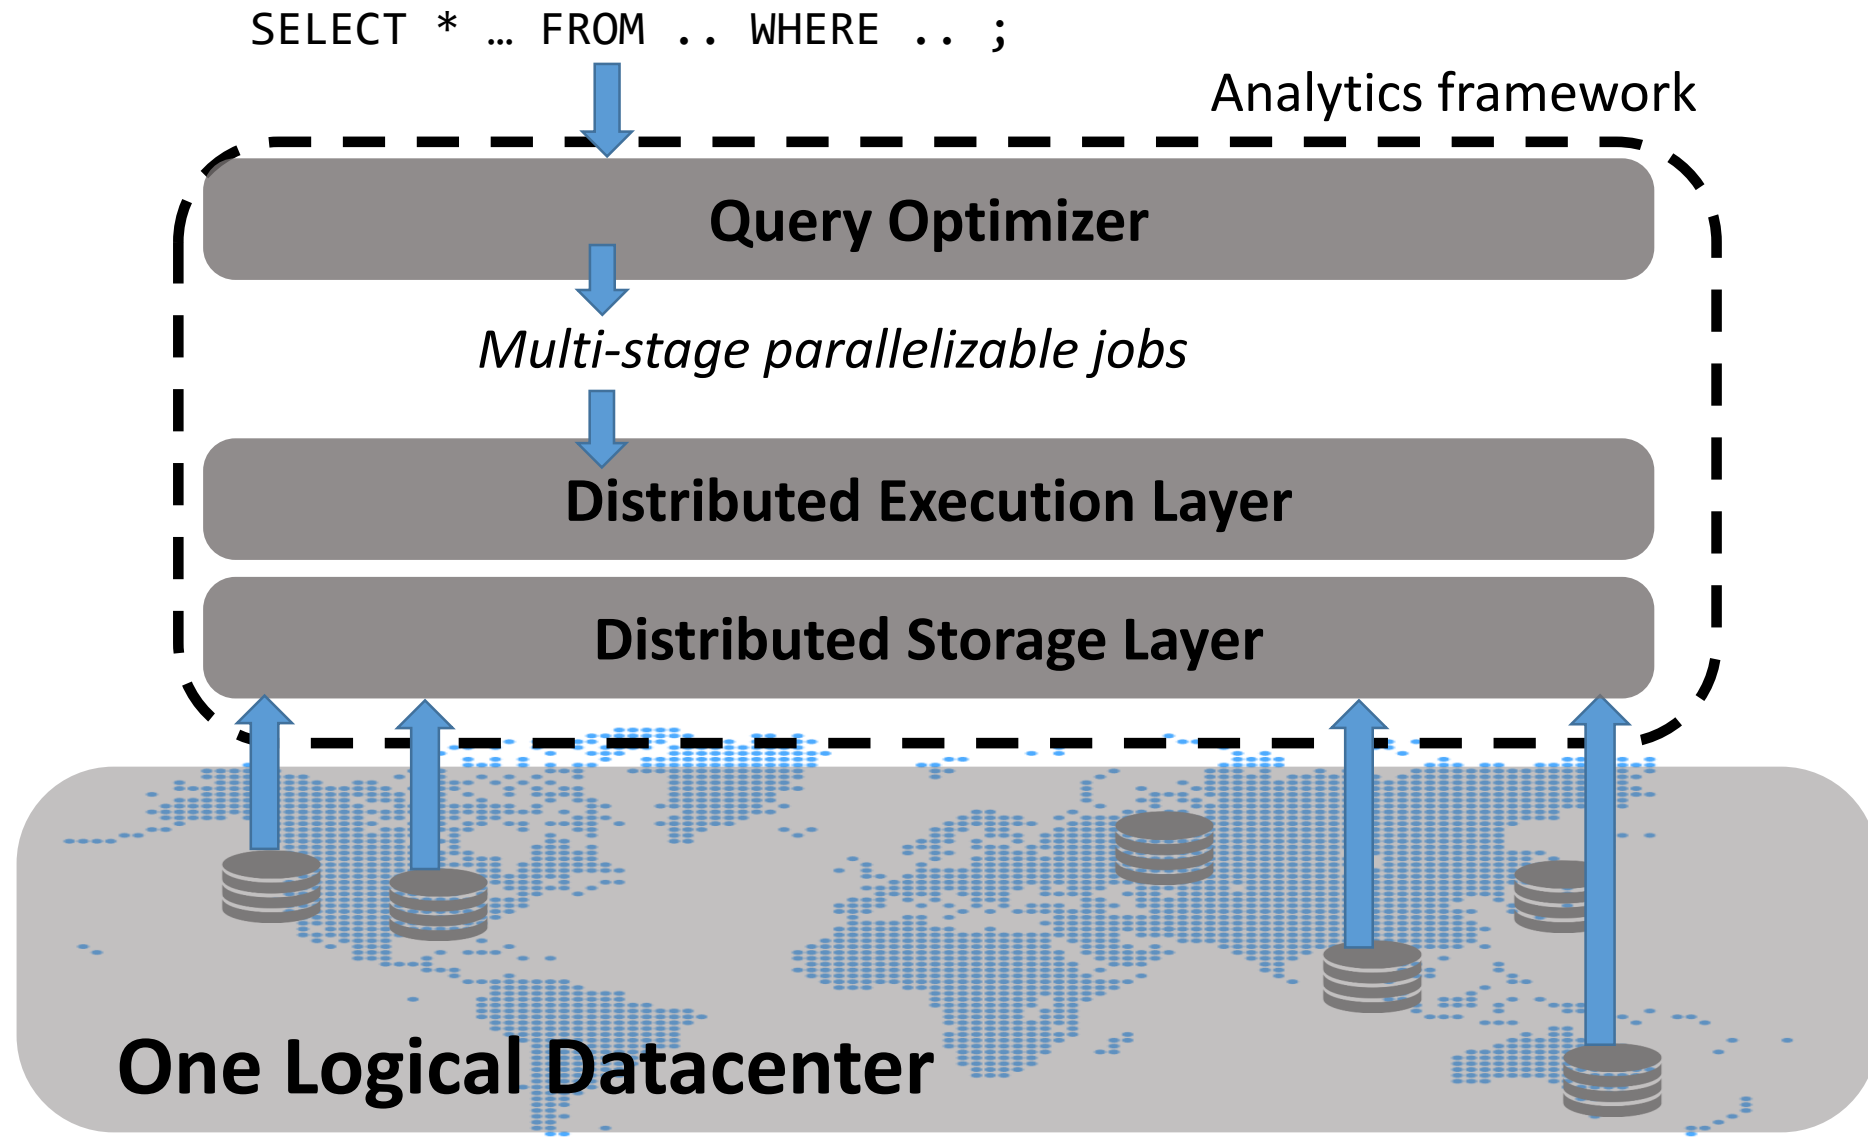 SELECT * … FROM .. WHERE .. ;
Analytics framework
Query Optimizer
Multi-stage parallelizable jobs
Distributed Execution Layer
Distributed Storage Layer
One Logical Datacenter